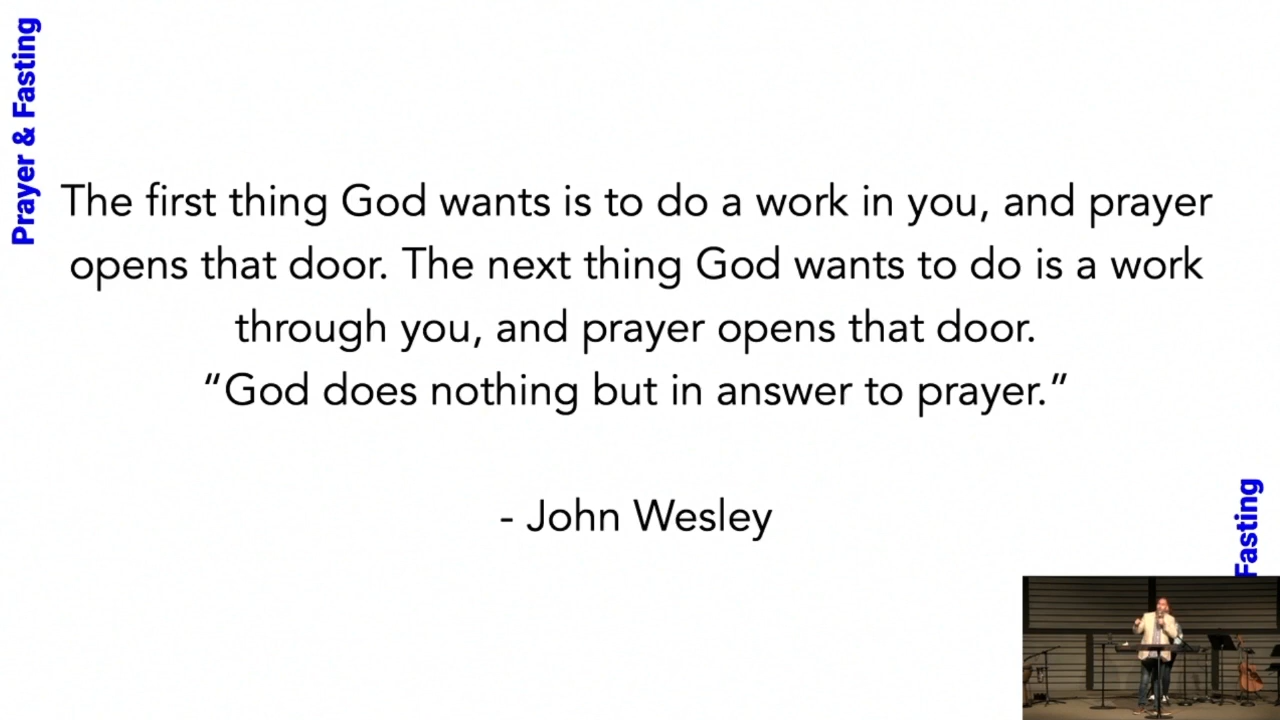 Prayer & Fasting
The first thing God wants is to do a work in you, and prayer
opens that door. The next thing God wants to do is a work
through you, and prayer opens that door.
“God does nothing but in answer to prayer.”
- John Wesley
Fasting